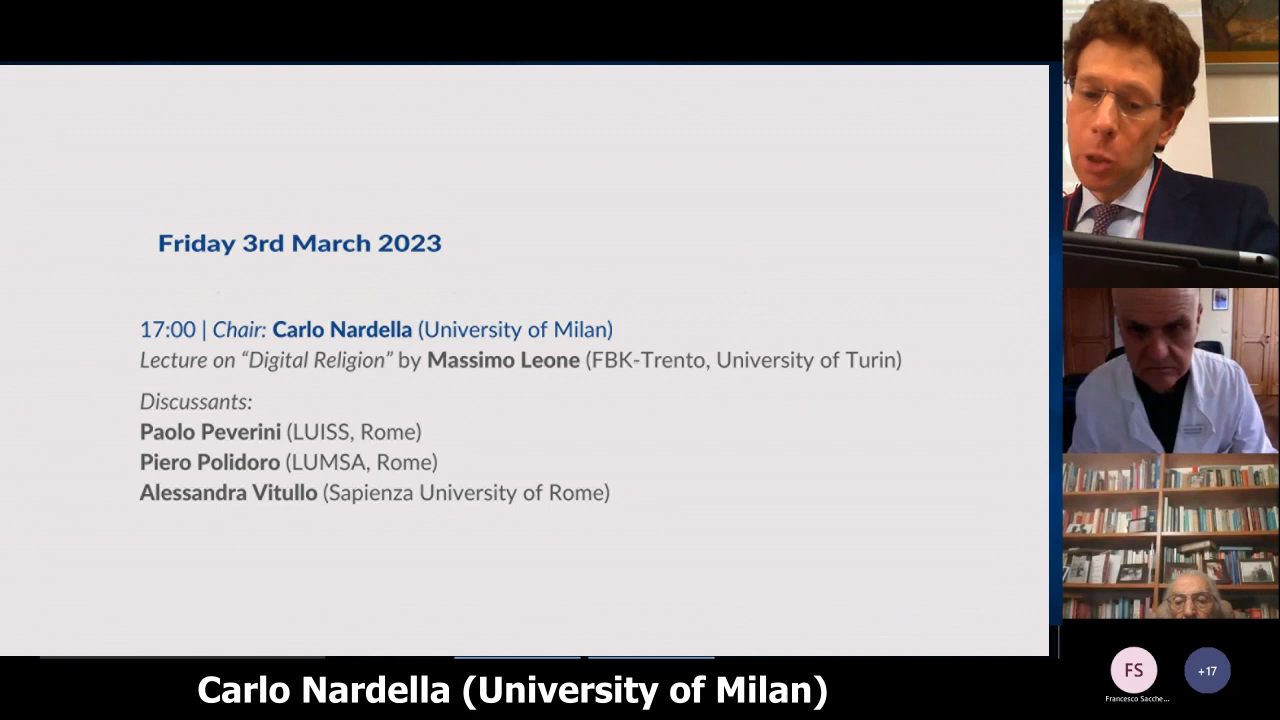 Friday 3rd March 2023
17:00 | Chair: Carlo Nardella (University of Milan)
Lecture on “Digital Religion” by Massimo Leone (FBK-Trento, University of Turin)
Discussants:
Paolo Peverini (LUISS, Rome)
Piero Polidoro (LUMSA, Rome)
Alessandra Vitullo (Sapienza University of Rome)
FS
+17
Francesco Sacche...
Carlo Nardella (University of Milan)